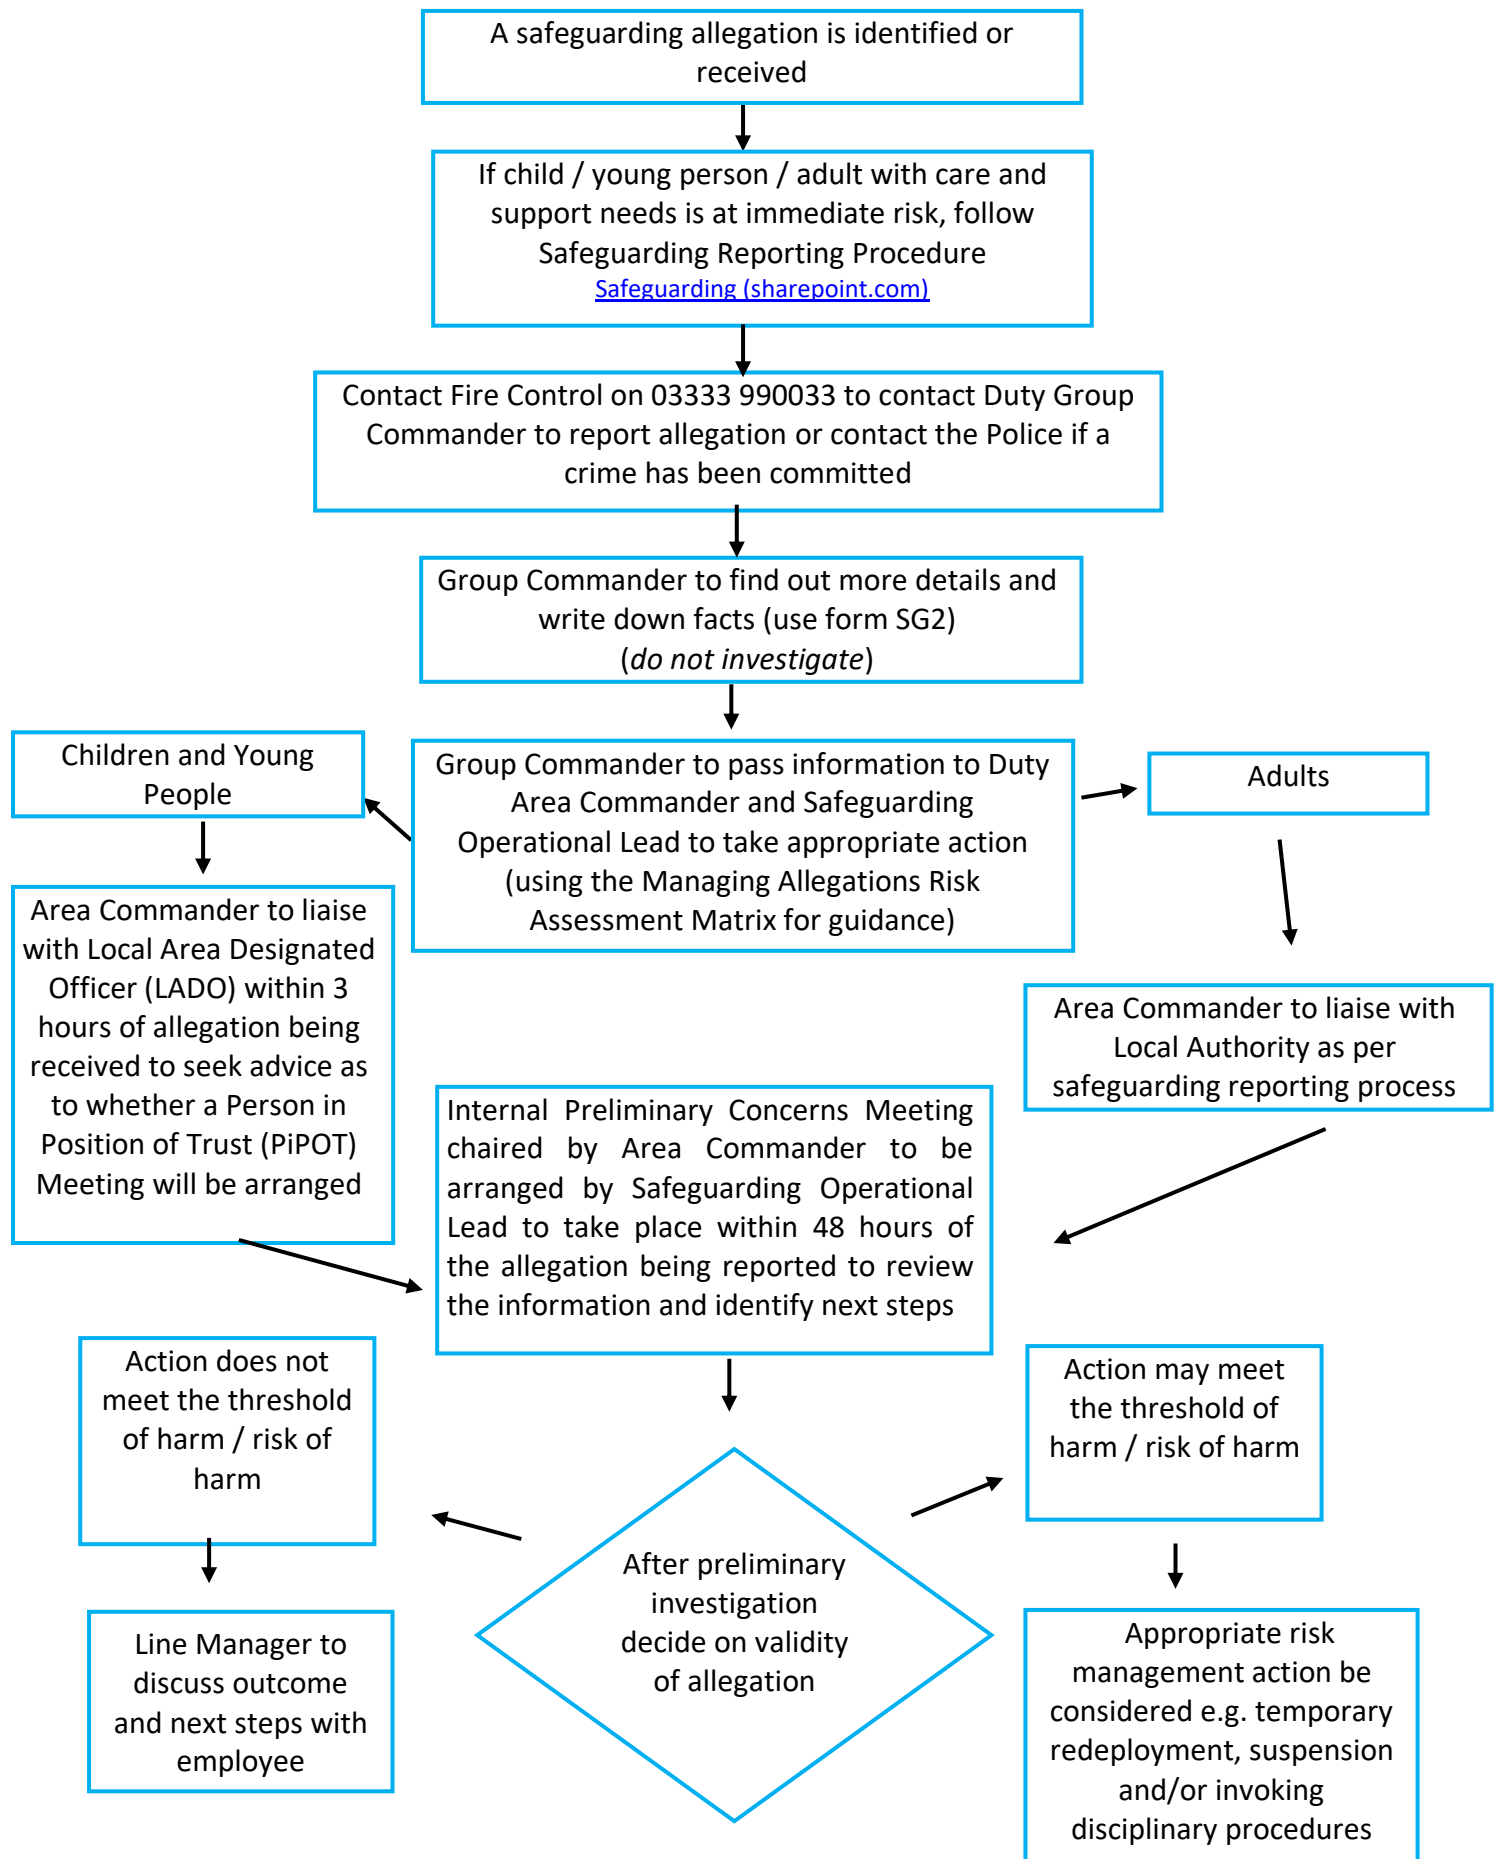 A safeguarding allegation is identified or
received
If child / young person / adult with care and
support needs is at immediate risk, follow
Safeguarding Reporting Procedure
Safeguarding (sharepoint.com)
Contact Fire Control on 03333 990033 to contact Duty Group
Commander to report allegation or contact the Police if a
crime has been committed
Group Commander to find out more details and
write down facts (use form SG2)
(do not investigate)
Children and Young
People
Group Commander to pass information to Duty
Area Commander and Safeguarding
Operational Lead to take appropriate action
(using the Managing Allegations Risk
Assessment Matrix for guidance)
Adults
Area Commander to liaise
with Local Area Designated
Officer (LADO) within 3
hours of allegation being
received to seek advice as
to whether a Person in
Position of Trust (PiPOT)
Meeting will be arranged
Area Commander to liaise with
Local Authority as per
safeguarding reporting process
Internal Preliminary Concerns Meeting
chaired by Area Commander to be
arranged by Safeguarding Operational
Lead to take place within 48 hours of
the allegation being reported to review
the information and identify next steps
Action does not
meet the threshold
of harm / risk of
harm
Action may meet
the threshold of
harm / risk of harm
After preliminary
investigation
decide on validity
of allegation
Line Manager to
discuss outcome
and next steps with
employee
Appropriate risk
management action be
considered e.g. temporary
redeployment, suspension
and/or invoking
disciplinary procedures